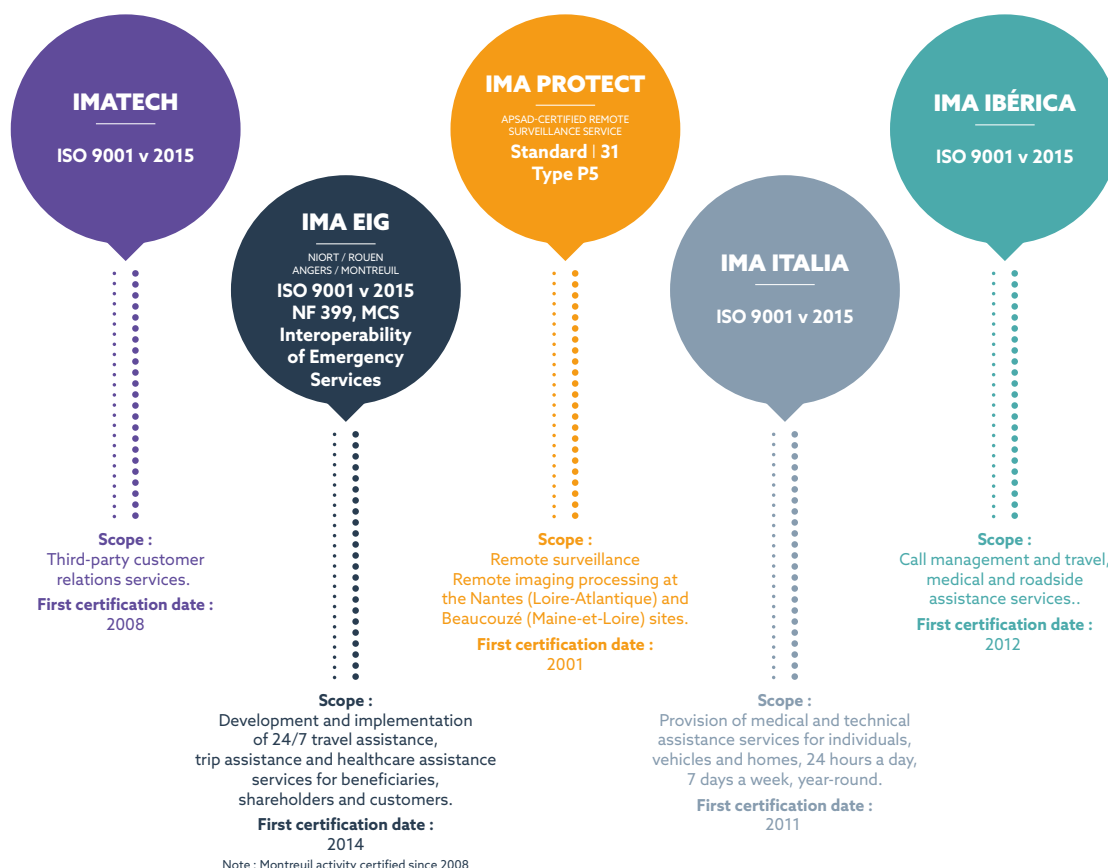 IMATECH
ISO 9001 v 2015
Scope :
Third-party customer
relations services.
First certification date :
2008
IMA EIG
NIORT / ROUEN
ANGERS / MONTREUIL
ISO 9001 v 2015
NF 399, MCS
Interoperability
of Emergency
Services
Scope :
Development and implementation
of 24/7 travel assistance,
trip assistance and healthcare assistance
services for beneficiaries,
shareholders and customers.
First certification date :
2014
Note : Montreuil activity certified since 2008
IMA PROTECT
APSAD-CERTIFIED REMOTE
SURVEILLANCE SERVICE
Standard | 31
Type P5
Scope :
Remote surveillance
Remote imaging processing at
the Nantes (Loire-Atlantique) and
Beaucouzé (Maine-et-Loire) sites.
First certification date :
2001
IMA ITALIA
ISO 9001 v 2015
Scope :
Provision of medical and technical
assistance services for individuals,
vehicles and homes, 24 hours a day,
7 days a week, year-round.
First certification date :
2011
IMA IBÉRICA
ISO 9001 v 2015
Scope :
Call management and travel,
medical and roadside
assistance services..
First certification date :
2012